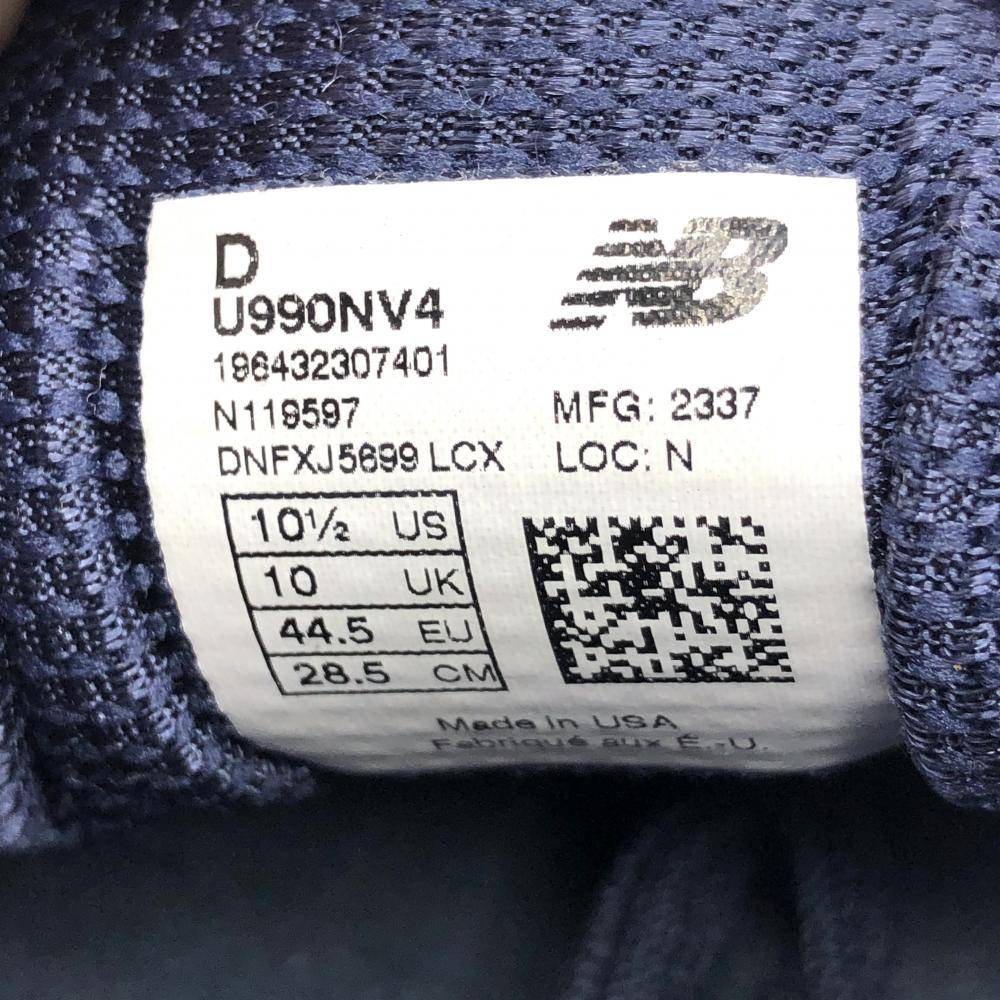 D
NB
U990NV4
196432307401
N119597 MFG: 2337
DNFXJ5699 LCX LOC: N
10½ US
10 UK
44.5 EU
28.5 CM
Made in USA
Fabriqué aux É.-U.